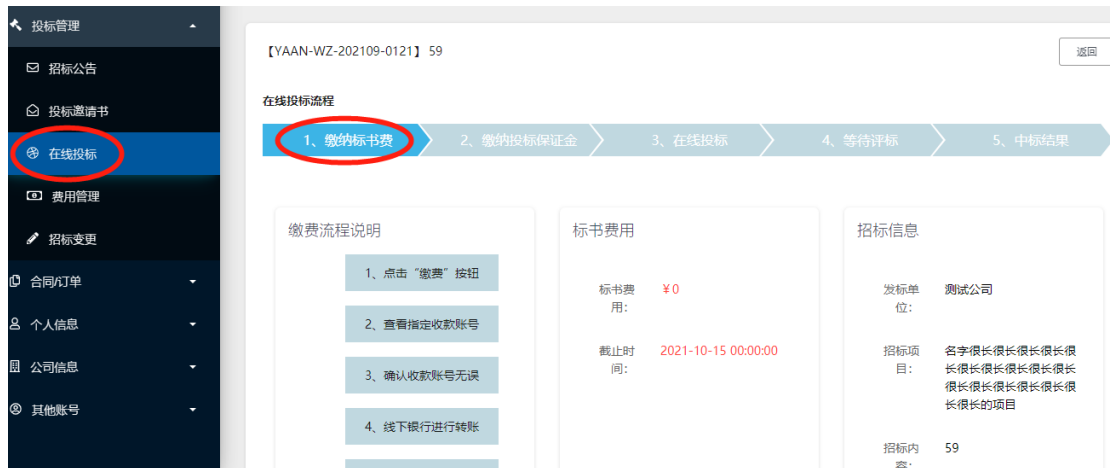 投标管理
招标公告
投标邀请书
在线投标
费用管理
招标变更
合同/订单
个人信息
公司信息
其他账号
【YAAN-WZ-202109-0121】59
返回
在线投标流程
1、缴纳标书费
2、缴纳投标保证金
3、在线投标
4、等待评标
5、中标结果
缴费流程说明
1、点击“缴费”按钮
2、查看指定收款账号
3、确认收款账号无误
4、线下银行进行转账
标书费用
标书费 ¥0
用:
截止时 2021-10-15 00:00:00
间:
招标信息
发标单 测试公司
位:
招标项 名字很长很长很长很长很
目: 长很长很长很长很长很长
很长很长很长很长很长很
长很长的项目
招标内 59
容: